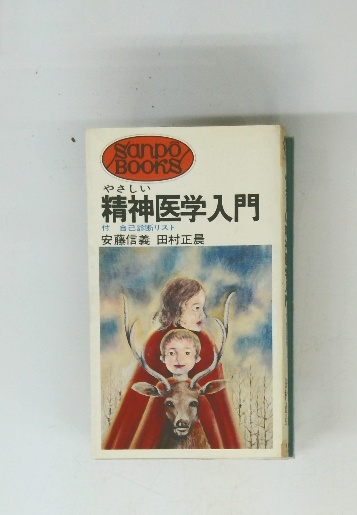 Sanpo
Books
やさしい
精神医学入門
付 自己診断リスト
安藤信義 田村正晨